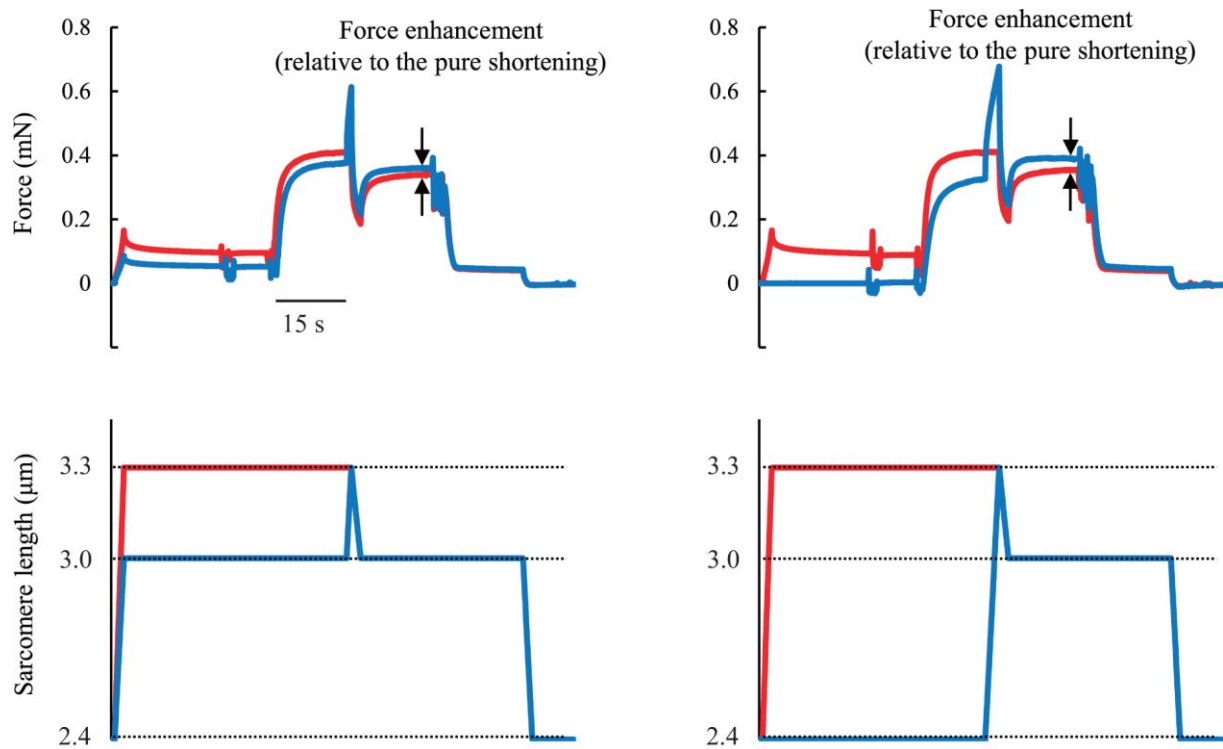 Force enhancement
(relative to the pure shortening)
Force (mN)
0.8
0.6
0.4
0.2
0
15 s
Force enhancement
(relative to the pure shortening)
0.8
0.6
0.4
0.2
0
Sarcomere length (μm)
3.3
3.0
2.4
3.3
3.0
2.4